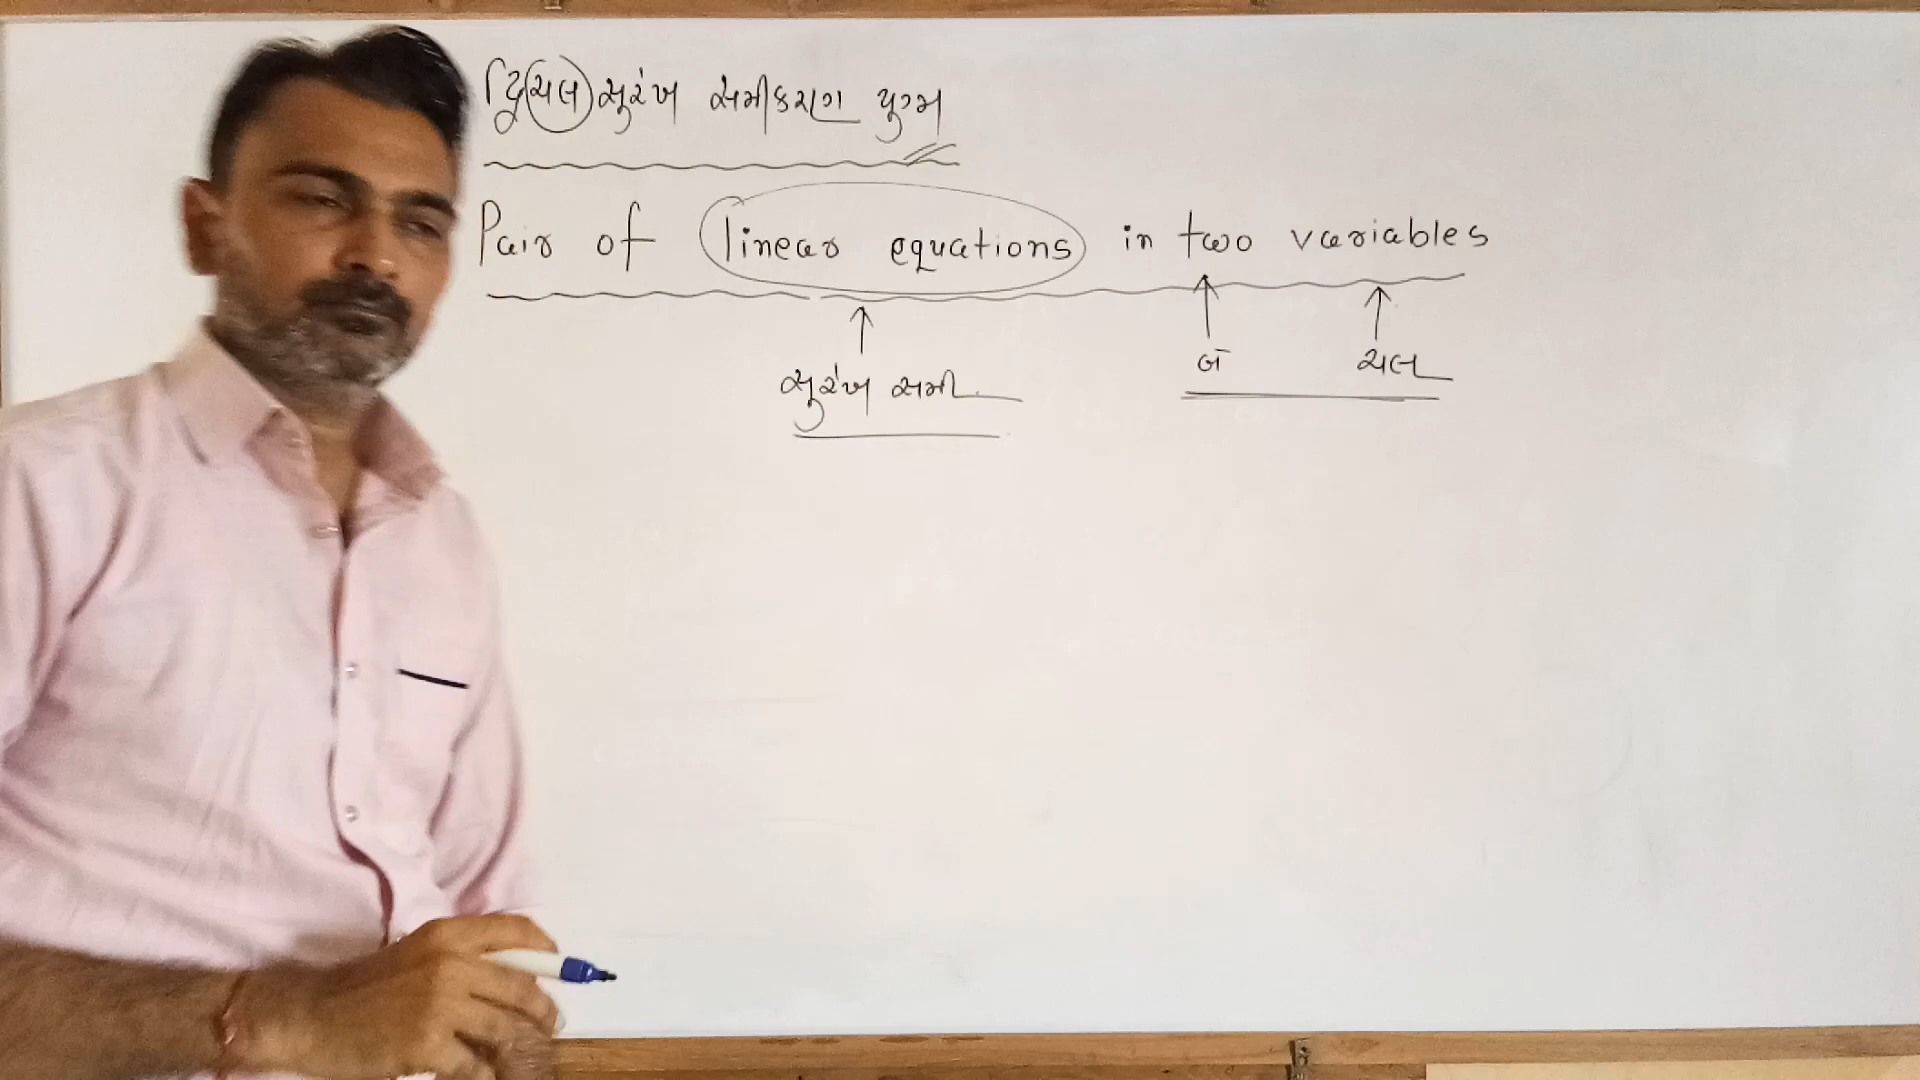 દ્વિચલ સુરેખ સમીકરણ યુગ્મ
Pair of linear equations in two variables
સુરેખ સમી. બે ચલ